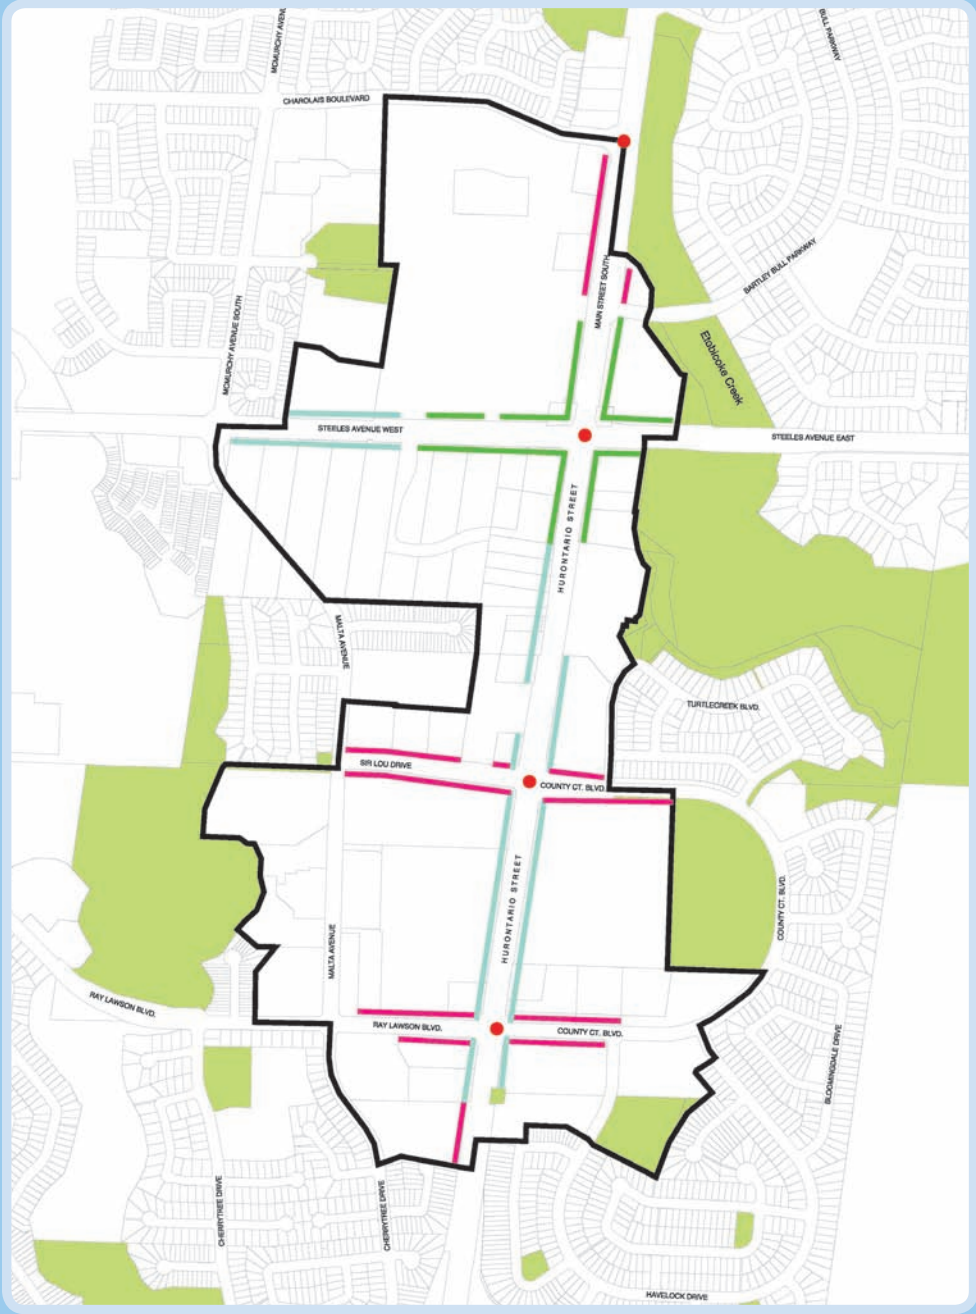 MCMURCHY AVEN
BULL PARKWAY
CHAROLAIS BOULEVARD
BARTLEY BULL PARKWAY
MAIN STREET SOUTH
MCMURCHY AVENUE SOUTH
Etobicoke Creek
STEELES AVENUE WEST
STEELES AVENUE EAST
HURONTARIO STREET
MALTA AVENUE
TURTLECREEK BLVD.
SIR LOU DRIVE
COUNTY CT. BLVD.
HURONTARIO STREET
COUNTY CT. BLVD.
MALTA AVENUE
RAY LAWSON BLVD.
RAY LAWSON BLVD.
COUNTY CT. BLVD.
BLOOMINGDALE DRIVE
CHERRYTREE DRIVE
CHERRYTREE DRIVE
HAVELOCK DRIVE